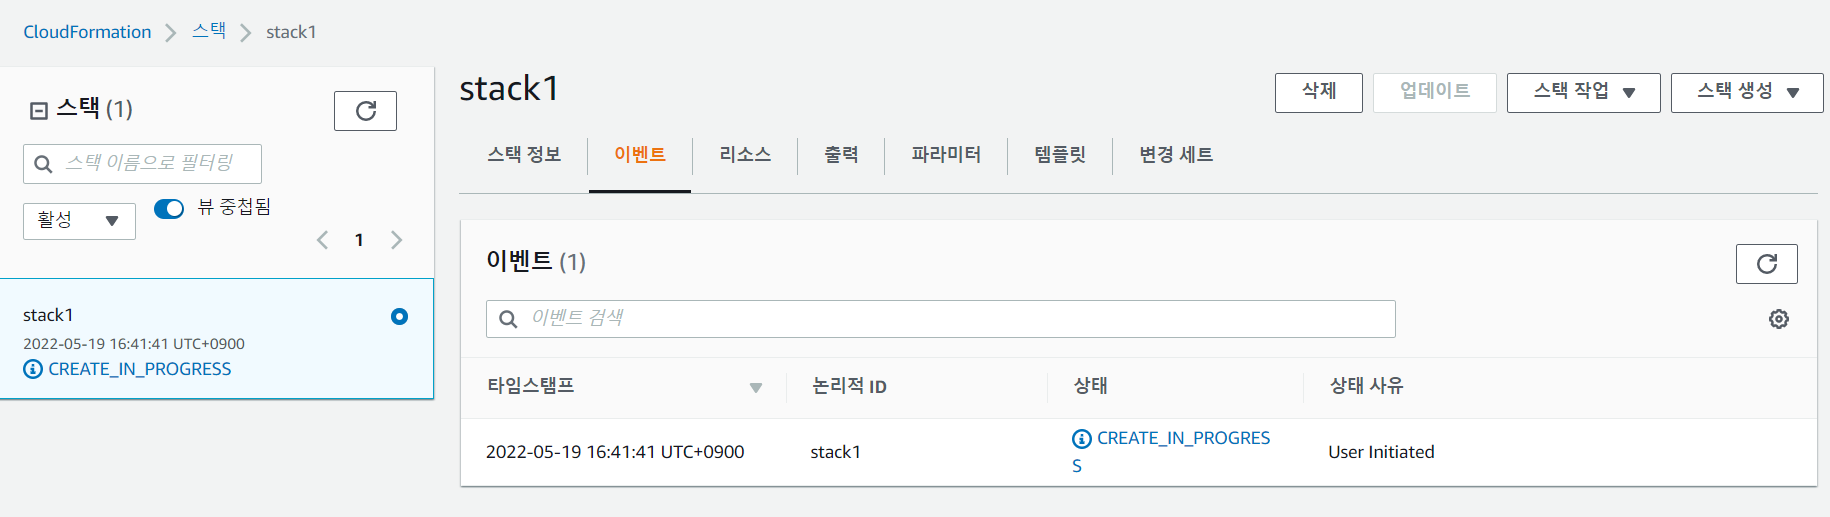 CloudFormation 스택 stack1
스택 (1)
스택 이름으로 필터링
활성
뷰 중첩됨
1
stack1
2022-05-19 16:41:41 UTC+0900
CREATE_IN_PROGRESS
stack1
삭제 업데이트 스택 작업 스택 생성
스택 정보 이벤트 리소스 출력 파라미터 템플릿 변경 세트
이벤트 (1)
이벤트 검색
타임스탬프 논리적 ID 상태 상태 사유
2022-05-19 16:41:41 UTC+0900 stack1 CREATE_IN_PROGRES
S
User Initiated